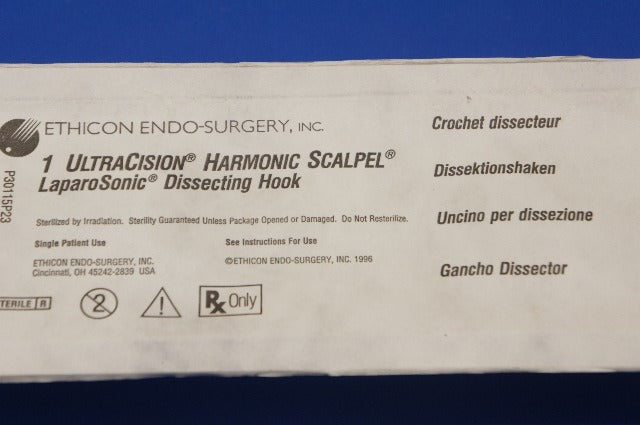 ETHICON ENDO-SURGERY, INC.
1 ULTRACISION® HARMONIC SCALPEL®
LaparoSonic® Dissecting Hook
Sterilized by Irradiation. Sterility Guaranteed Unless Package Opened or Damaged. Do Not Resterilize.
Single Patient Use
See Instructions For Use
ETHICON ENDO-SURGERY, INC.
Cincinnati, OH 45242-2839 USA
©ETHICON ENDO-SURGERY, INC. 1996
TERILE R
2
!
Rx Only
P30115P23
Crochet dissecteur
Dissektionshaken
Uncino per dissezione
Gancho Dissector